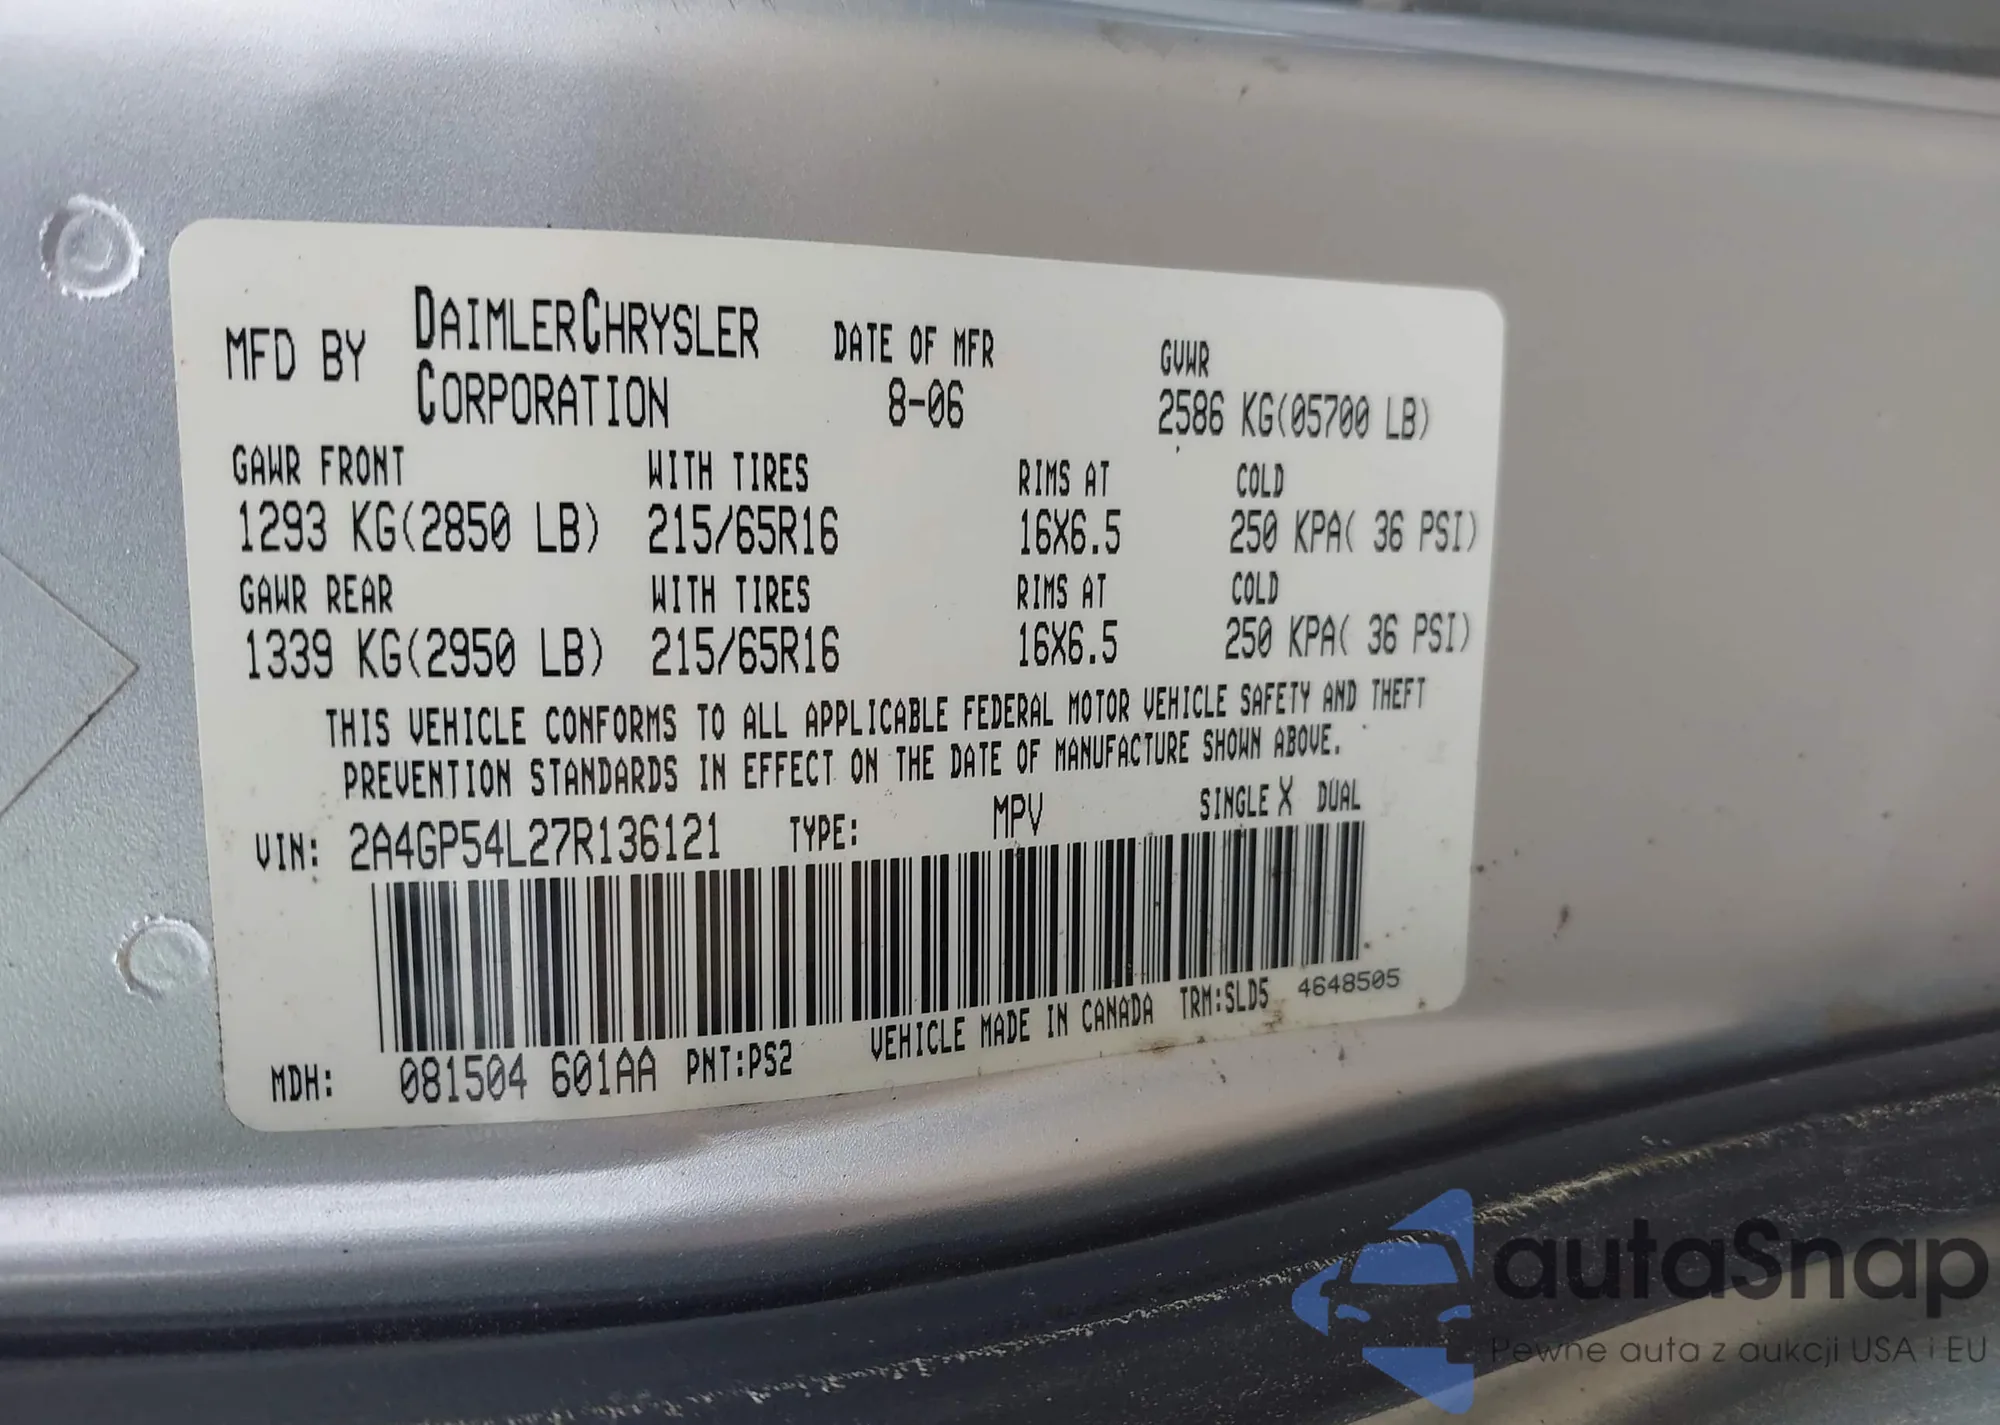 MFD BY DAIMLERCHRYSLER CORPORATION DATE OF MFR 8-06 GVWR 2586 KG(05700 LB)
GAWR FRONT WITH TIRES RIMS AT COLD
1293 KG(2850 LB) 215/65R16 16X6.5 250 KPA( 36 PSI)
GAWR REAR WITH TIRES RIMS AT COLD
1339 KG(2950 LB) 215/65R16 16X6.5 250 KPA( 36 PSI)
THIS VEHICLE CONFORMS TO ALL APPLICABLE FEDERAL MOTOR VEHICLE SAFETY AND THEFT
PREVENTION STANDARDS IN EFFECT ON THE DATE OF MANUFACTURE SHOWN ABOVE.
VIN: 2A4GP54L27R136121 TYPE: MPV SINGLE X DUAL
MDH: 081504 601AA PNT:PS2 VEHICLE MADE IN CANADA TRM:SLD5 4648505
autaSnap
Pewne auta z aukcji USA i EU